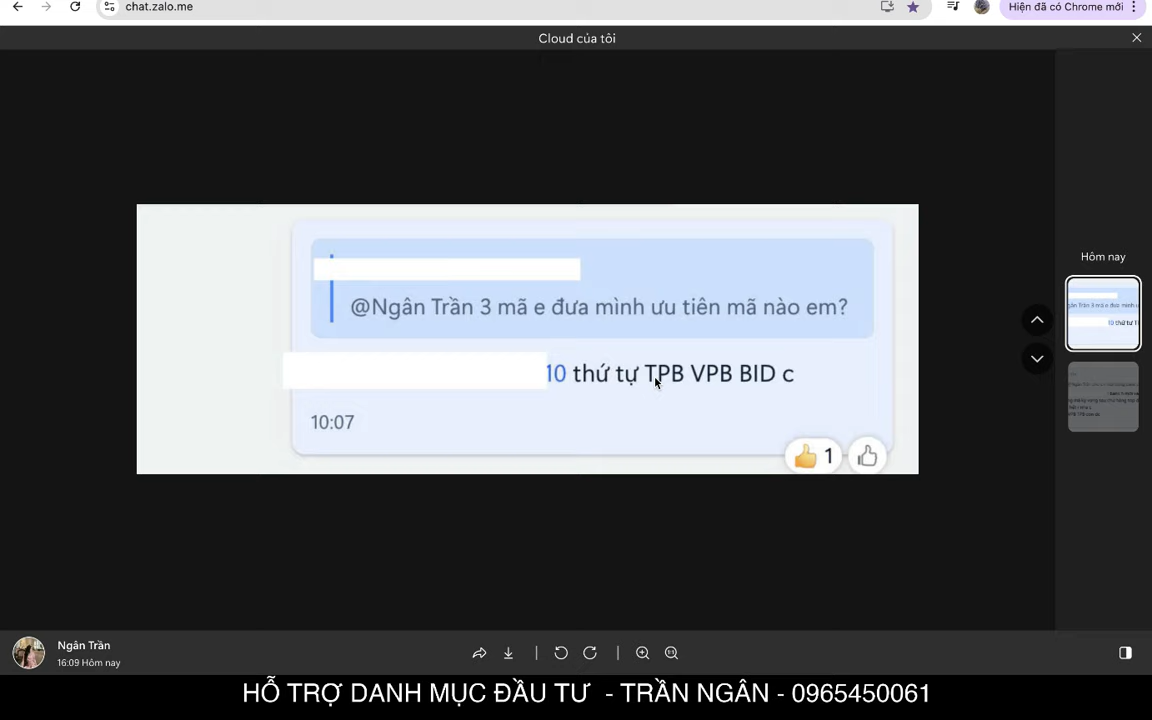 chat.zalo.me
Hiện đã có Chrome mới
Cloud của tôi
@Ngân Trần 3 mã e đưa mình ưu tiên mã nào em?
10 thứ tự TPB VPB BID c
10:07
1
Hôm nay
Ngân Trần
16:09 Hôm nay
HỖ TRỢ DANH MỤC ĐẦU TƯ - TRẦN NGÂN - 0965450061